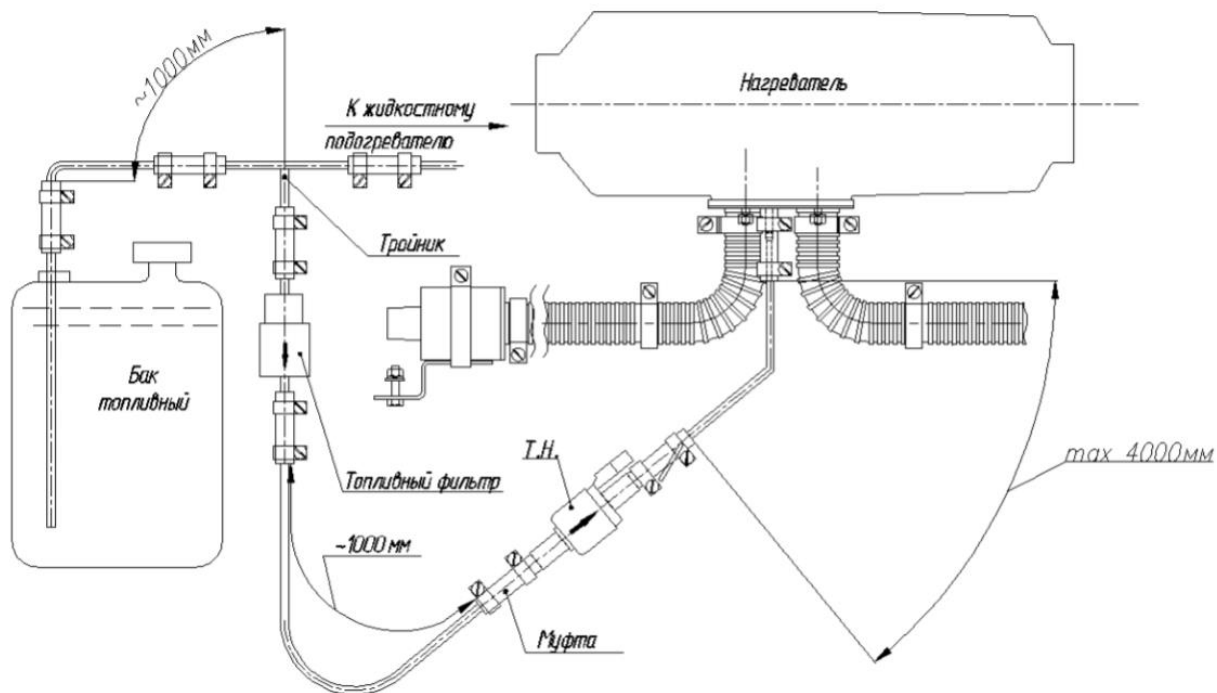 ~1000мм
К жидкостному
подогревателю
Нагреватель
Тройник
Бак
топливный
Т.Н.
Топливный фильтр
max 4000мм
~1000 мм
Муфта